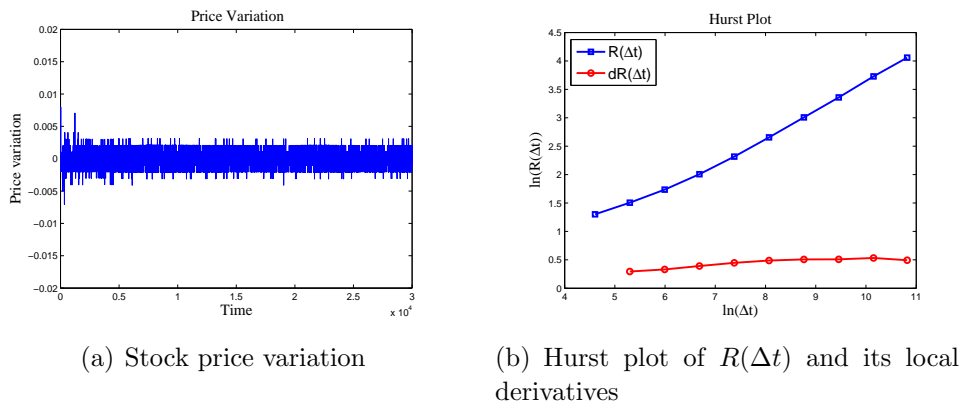 Price Variation
0.02
0.015
0.01
0.005
0
−0.005
−0.01
−0.015
−0.02
Price variation
0
0.5
1
1.5
2
2.5
3
x 10⁴
Time
(a) Stock price variation
Hurst Plot
R(Δt)
dR(Δt)
4.5
4
3.5
3
2.5
2
1.5
1
0.5
0
ln(R(Δt))
4
5
6
7
8
9
10
11
ln(Δt)
(b) Hurst plot of R(Δt) and its local
derivatives